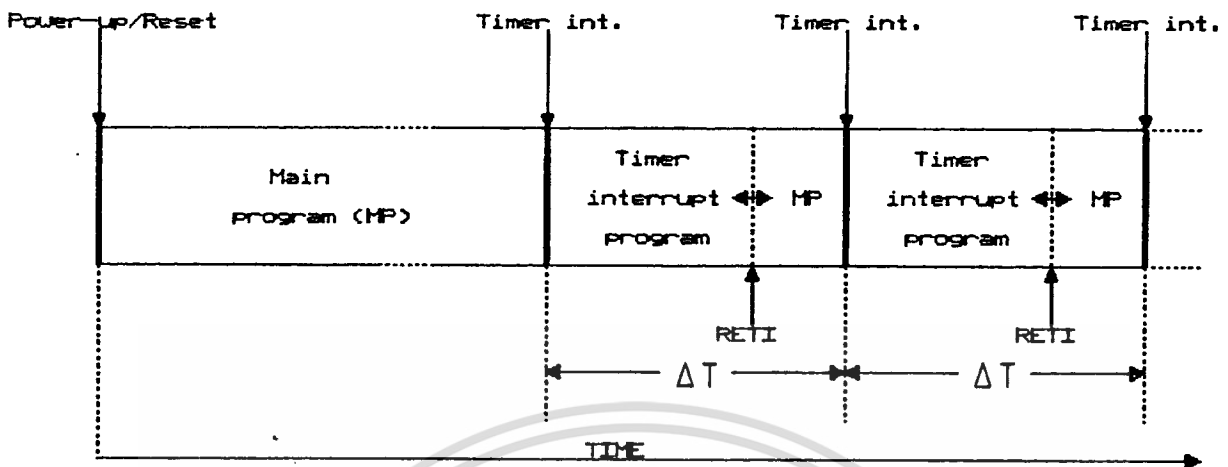 Power-up/Reset
Timer int.
Timer int.
Timer int.
Main
program (MP)
Timer
interrupt
program
MP
Timer
interrupt
program
MP
RETI
RETI
ΔT
ΔT
TIME